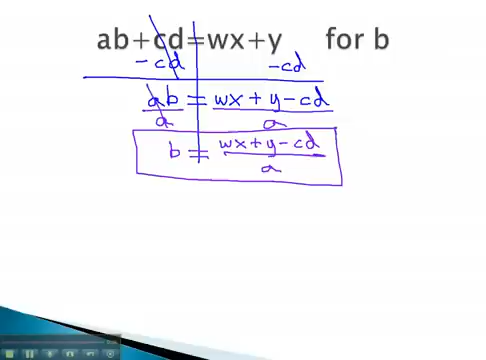 ab+cd=wx+y for b
-cd -cd
ab = wx + y - cd
a a
b = wx + y - cd
a